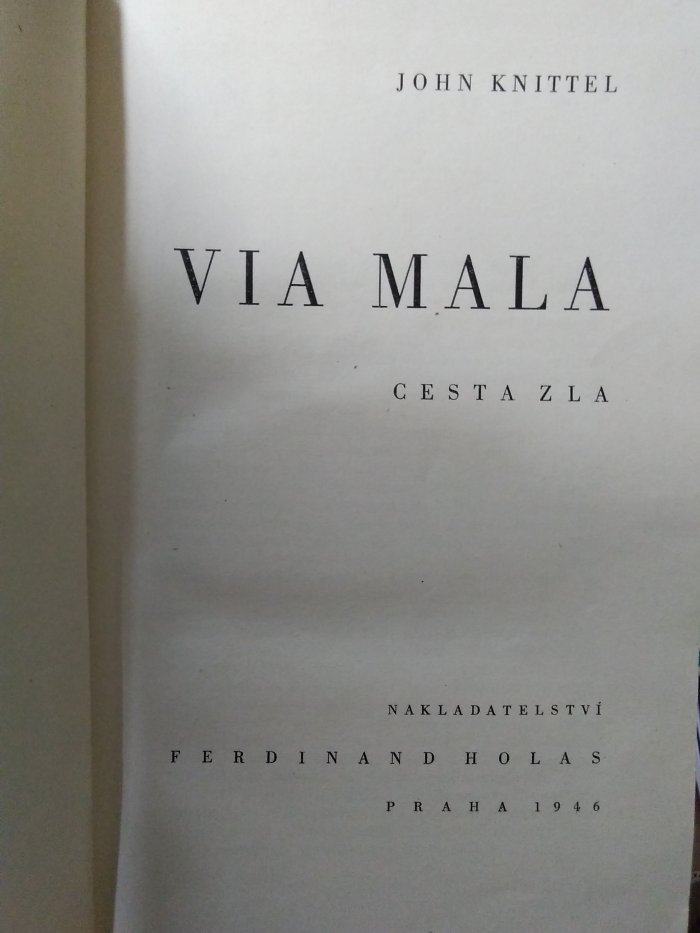 JOHN KNITTEL
VIA MALA
CESTA ZLA
NAKLADATELSTVÍ
FERDINAND HOLAS
PRAHA 1946